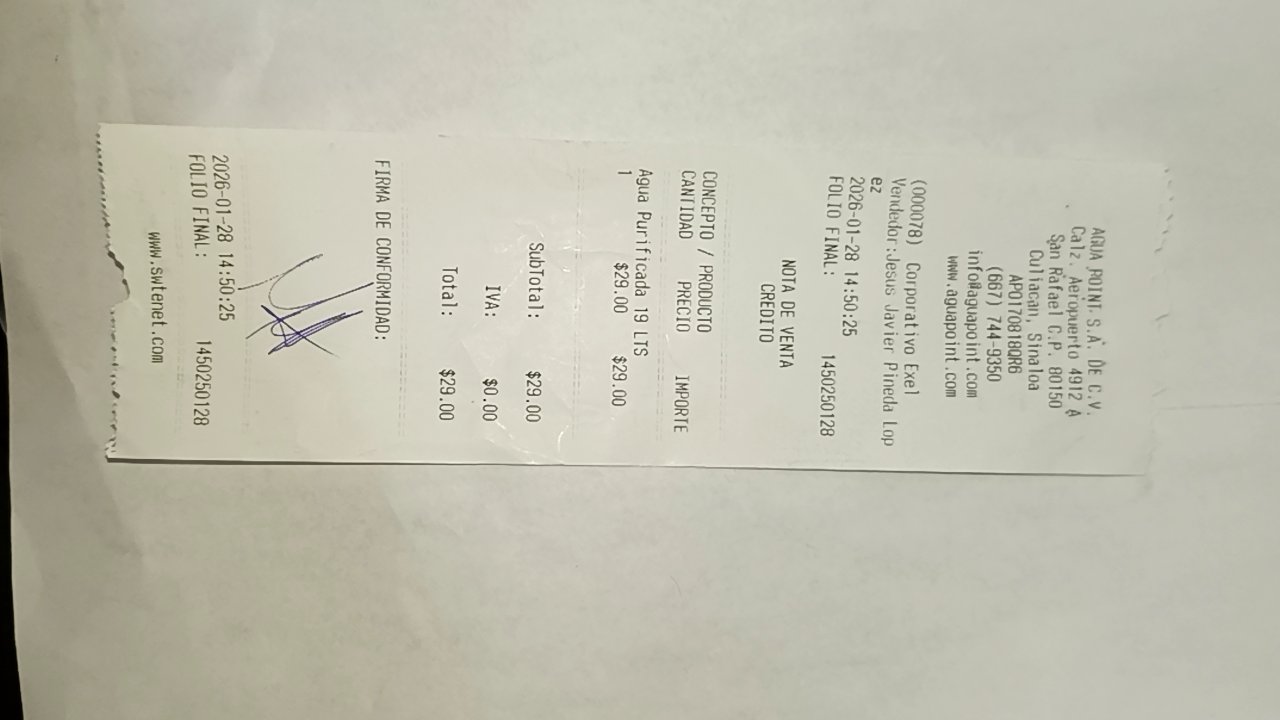 AGUA POINT S.A. DE C.V.
Calz. Aeropuerto 4912 A
San Rafael C.P. 80150
Culiacan, Sinaloa
APO170818QR6
(667) 744-9350
info@aguapoint.com
www.aguapoint.com
(000078) Corporativo Exel
Vendedor:Jesus Javier Pineda Lop
ez
2026-01-28 14:50:25
FOLIO FINAL: 1450250128
NOTA DE VENTA
CREDITO
CONCEPTO / PRODUCTO
CANTIDAD PRECIO IMPORTE
Agua Purificada 19 LTS
1 $29.00 $29.00
SubTotal: $29.00
IVA: $0.00
Total: $29.00
FIRMA DE CONFORMIDAD:
2026-01-28 14:50:25
FOLIO FINAL: 1450250128
www.swtenet.com